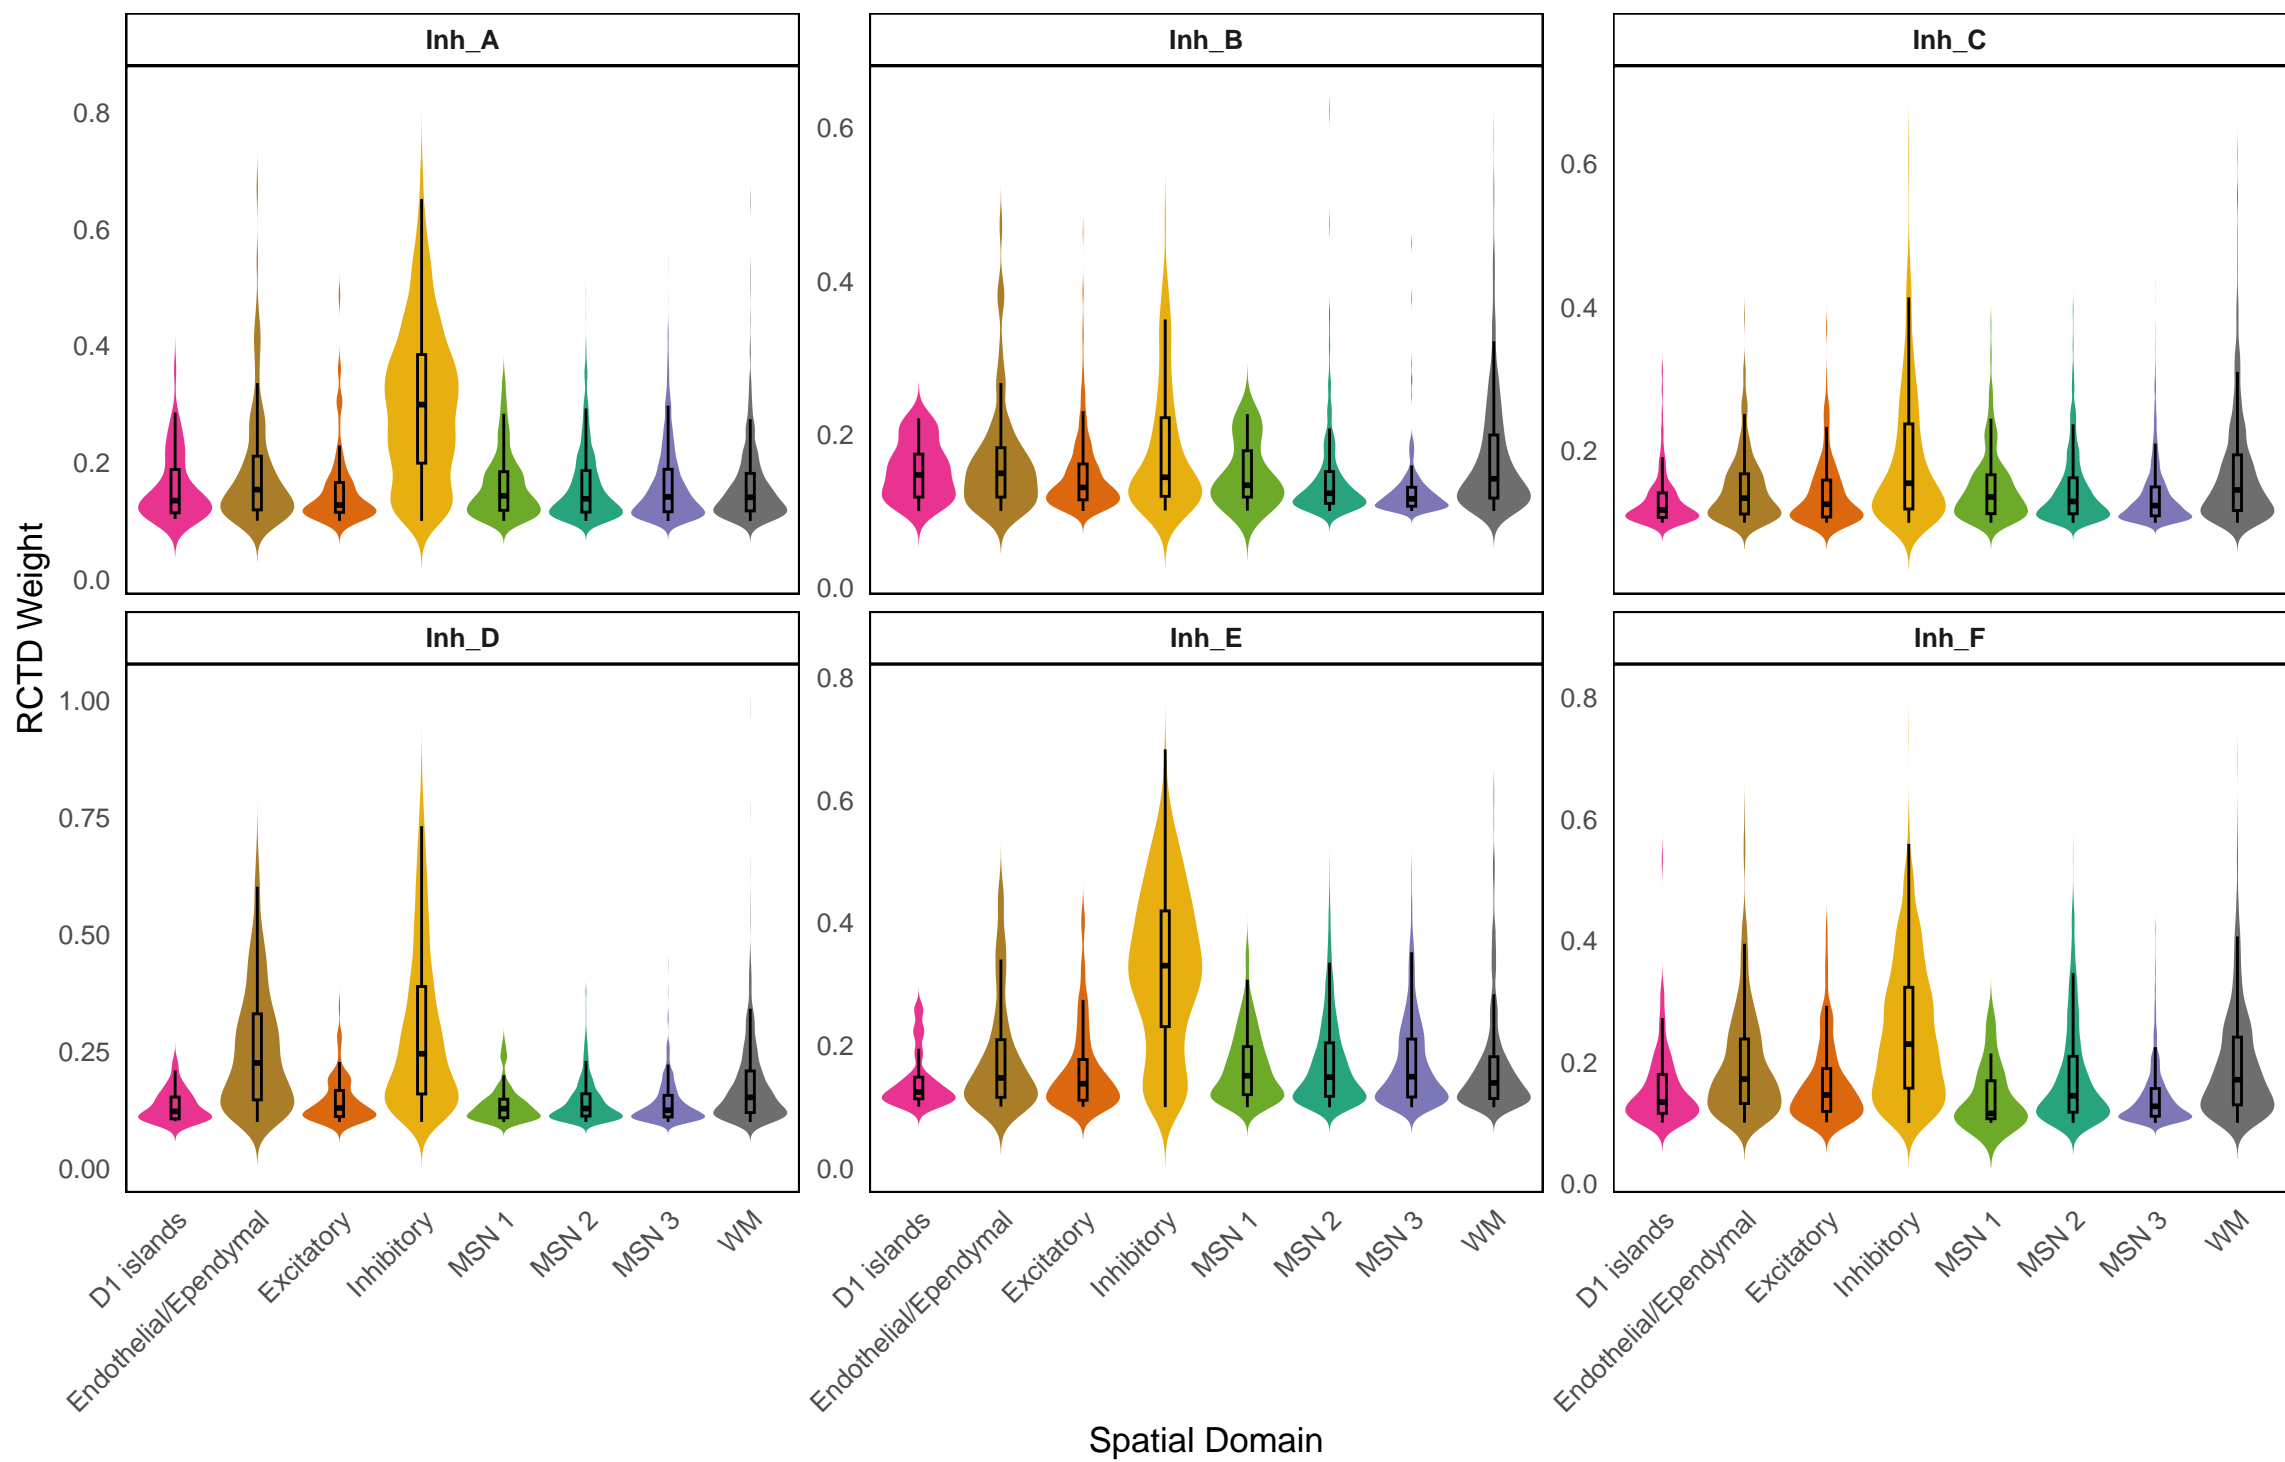 Inh_A
Inh_B
Inh_C
0.8
0.6
0.4
0.2
0.0
0.6
0.4
0.2
0.0
0.6
0.4
0.2
RCTD Weight
Inh_D
Inh_E
Inh_F
1.00
0.75
0.50
0.25
0.00
0.8
0.6
0.4
0.2
0.0
0.8
0.6
0.4
0.2
0.0
D1 islands
Endothelial/Ependymal
Excitatory
Inhibitory
MSN 1
MSN 2
MSN 3
WM
D1 islands
Endothelial/Ependymal
Excitatory
Inhibitory
MSN 1
MSN 2
MSN 3
WM
D1 islands
Endothelial/Ependymal
Excitatory
Inhibitory
MSN 1
MSN 2
MSN 3
WM
Spatial Domain